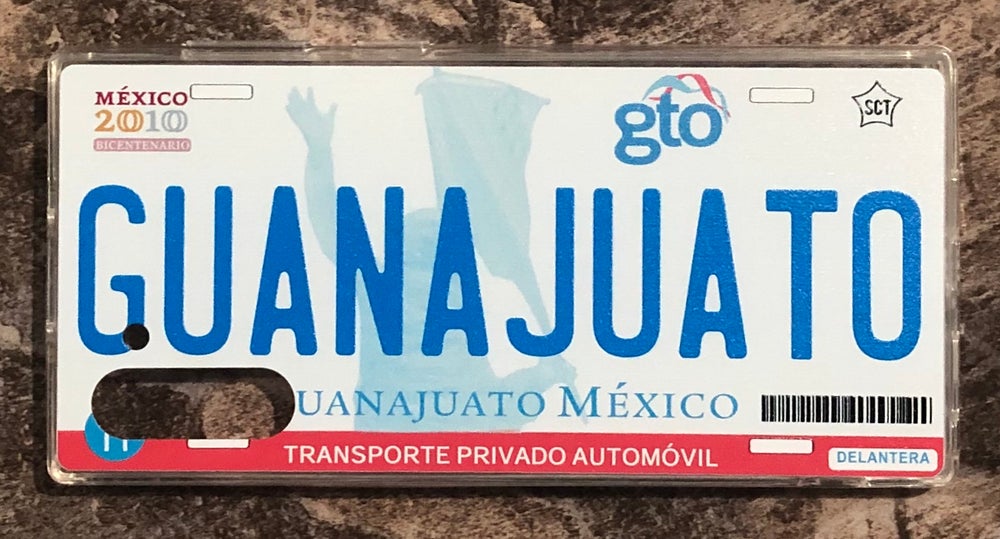 MÉXICO
2010
BICENTENARIO
gto
SCT
GUANAJUATO
UANAJUATO MÉXICO
TRANSPORTE PRIVADO AUTOMÓVIL
DELANTERA